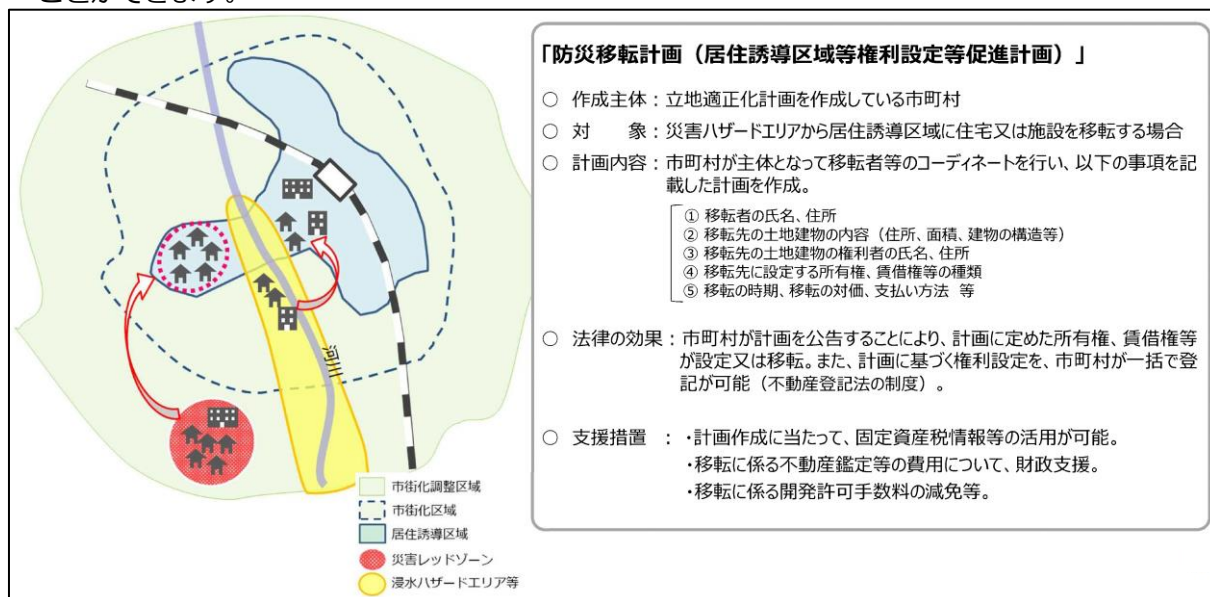 ことができます。
河川
市街化調整区域
市街化区域
居住誘導区域
災害レッドゾーン
浸水ハザードエリア等
「防災移転計画（居住誘導区域等権利設定等促進計画）」
○ 作成主体：立地適正化計画を作成している市町村
○ 対　　象：災害ハザードエリアから居住誘導区域に住宅又は施設を移転する場合
○ 計画内容：市町村が主体となって移転者等のコーディネートを行い、以下の事項を記
載した計画を作成。
① 移転者の氏名、住所
② 移転先の土地建物の内容（住所、面積、建物の構造等）
③ 移転先の土地建物の権利者の氏名、住所
④ 移転先に設定する所有権、賃借権等の種類
⑤ 移転の時期、移転の対価、支払い方法 等
○ 法律の効果：市町村が計画を公告することにより、計画に定めた所有権、賃借権等
が設定又は移転。また、計画に基づく権利設定を、市町村が一括で登
記が可能（不動産登記法の制度）。
○ 支援措置 ：・計画作成に当たって、固定資産税情報等の活用が可能。
・移転に係る不動産鑑定等の費用について、財政支援。
・移転に係る開発許可手数料の減免等。